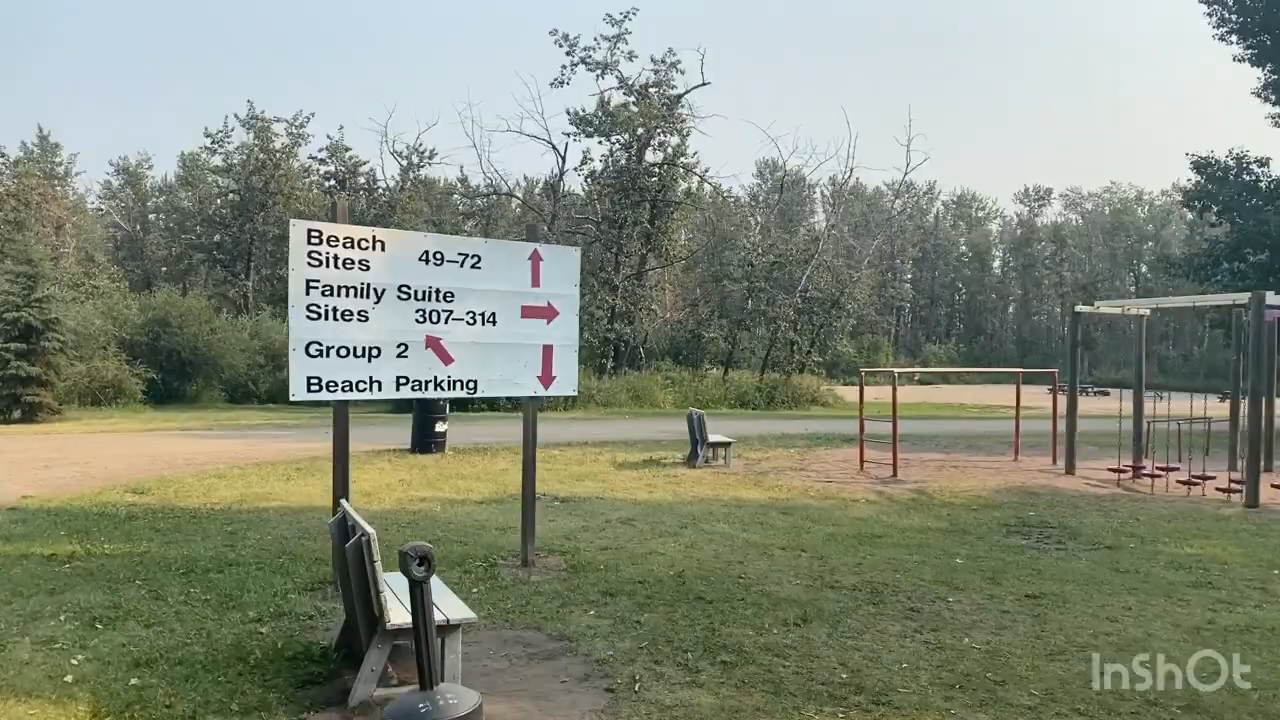 Beach
Sites 49–72
Family Suite
Sites 307–314
Group 2
Beach Parking
InShOt